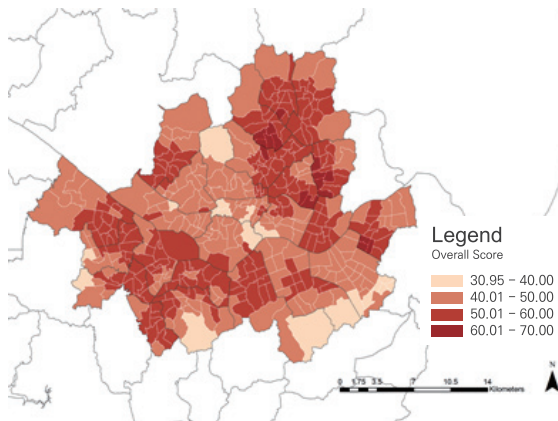 Legend
Overall Score
30.95 – 40.00
40.01 – 50.00
50.01 – 60.00
60.01 – 70.00
N
0 1.75 3.5 7 10.5 14
Kilometers